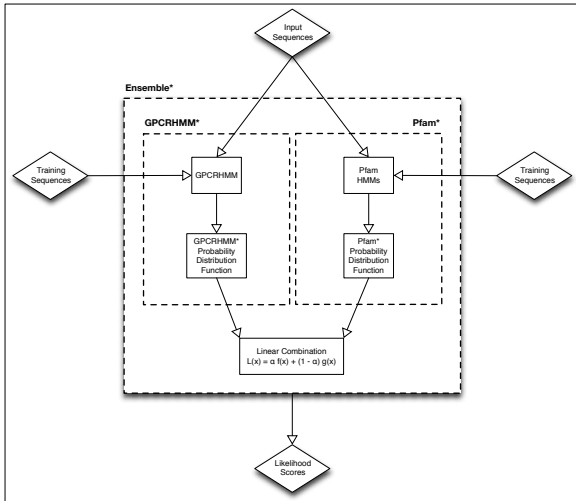 Input
Sequences
Ensemble*
GPCRHMM*
Pfam*
Training
Sequences
GPCRHMM
Pfam
HMMs
Training
Sequences
GPCRHMM*
Probability
Distribution
Function
Pfam*
Probability
Distribution
Function
Linear Combination
L(x) = α f(x) + (1 - α) g(x)
Likelihood
Scores